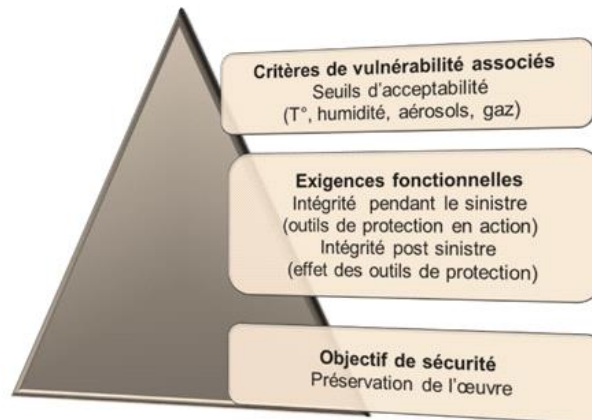 Critères de vulnérabilité associés
Seuils d'acceptabilité
(T°, humidité, aérosols, gaz)
Exigences fonctionnelles
Intégrité pendant le sinistre
(outils de protection en action)
Intégrité post sinistre
(effet des outils de protection)
Objectif de sécurité
Préservation de l'œuvre